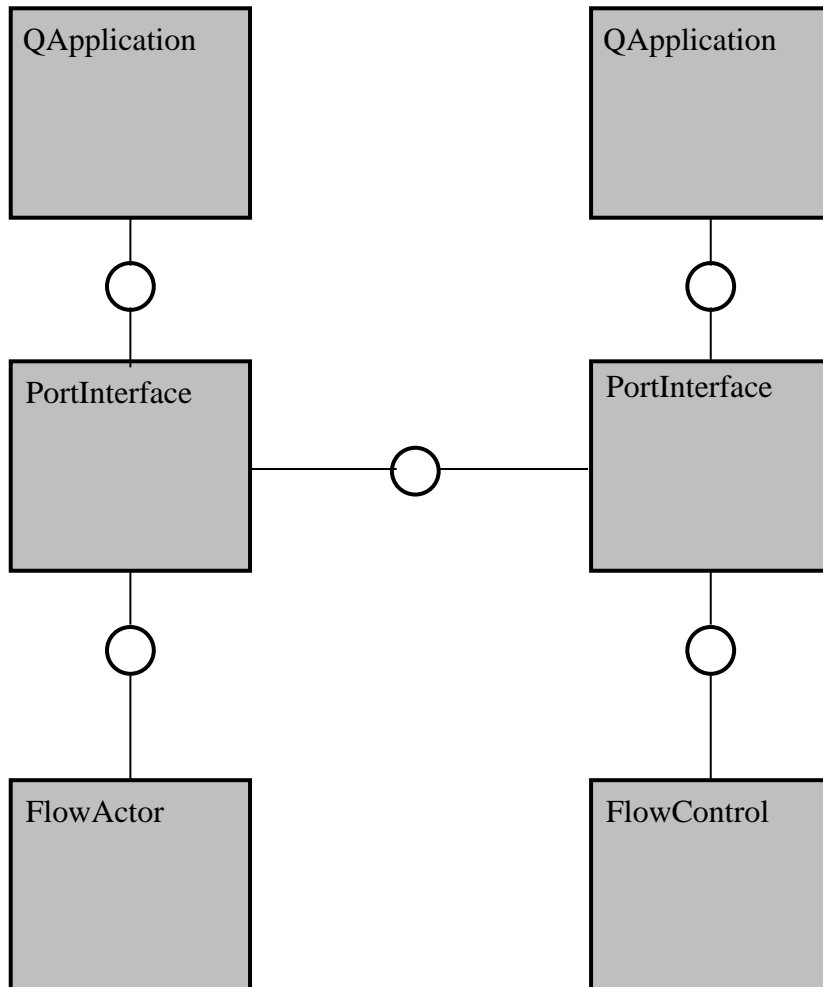 QApplication
QApplication
PortInterface
PortInterface
FlowActor
FlowControl